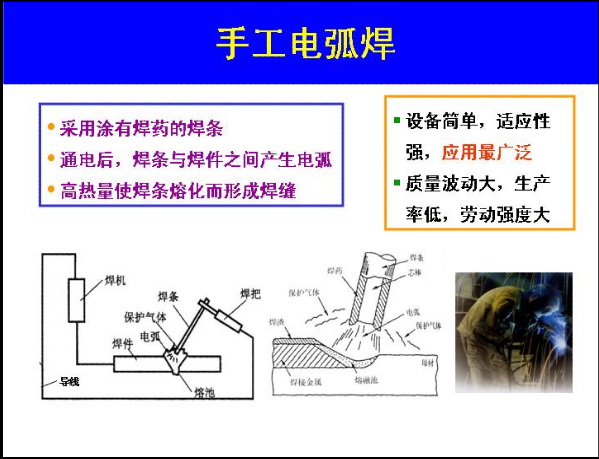 手工电弧焊
采用涂有焊药的焊条
通电后，焊条与焊件之间产生电弧
高热量使焊条熔化而形成焊缝
设备简单，适应性
强，应用最广泛
质量波动大，生产
率低，劳动强度大
焊机
焊条
焊把
保护气体
电弧
焊件
导线
熔池
焊条
焊药
芯棒
保护气体
电弧
保护气体
焊渣
母材
焊接金属
熔融池